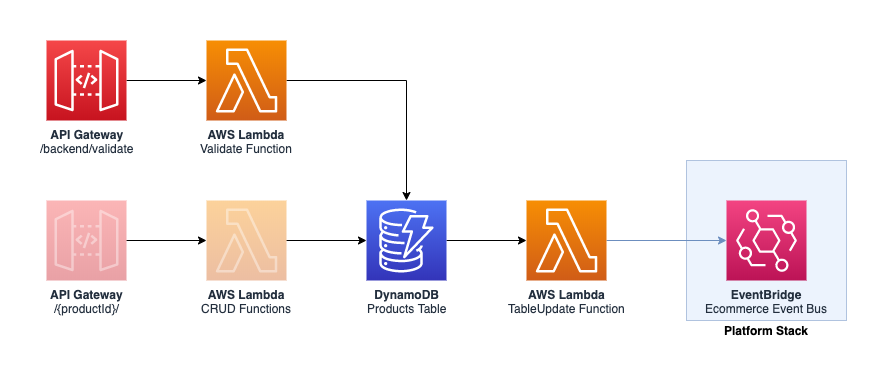 </>
API Gateway
/backend/validate
AWS Lambda
Validate Function
</>
API Gateway
/{productId}/
AWS Lambda
CRUD Functions
DynamoDB
Products Table
AWS Lambda
TableUpdate Function
EventBridge
Ecommerce Event Bus
Platform Stack